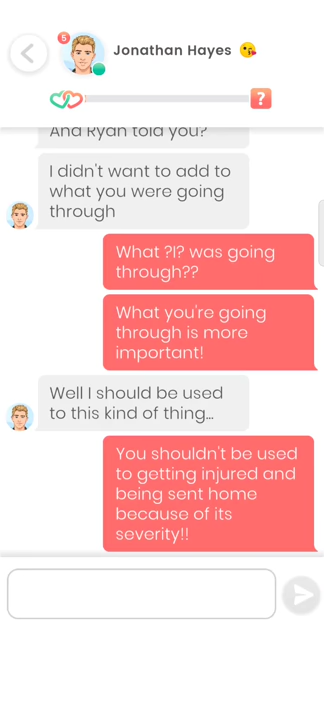 5
Jonathan Hayes 😘
?
And Ryan told you?
I didn't want to add to
what you were going
through
What ?I? was going
through??
What you're going
through is more
important!
Well I should be used
to this kind of thing...
You shouldn't be used
to getting injured and
being sent home
because of its
severity!!